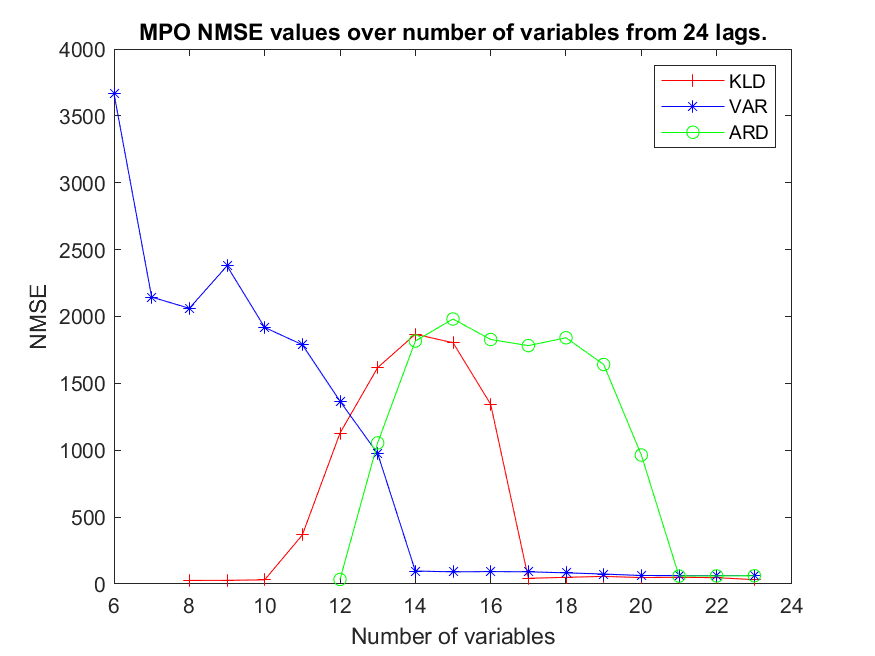 MPO NMSE values over number of variables from 24 lags.
4000
3500
3000
2500
2000
1500
1000
500
0
NMSE
KLD
VAR
ARD
6 8 10 12 14 16 18 20 22 24
Number of variables